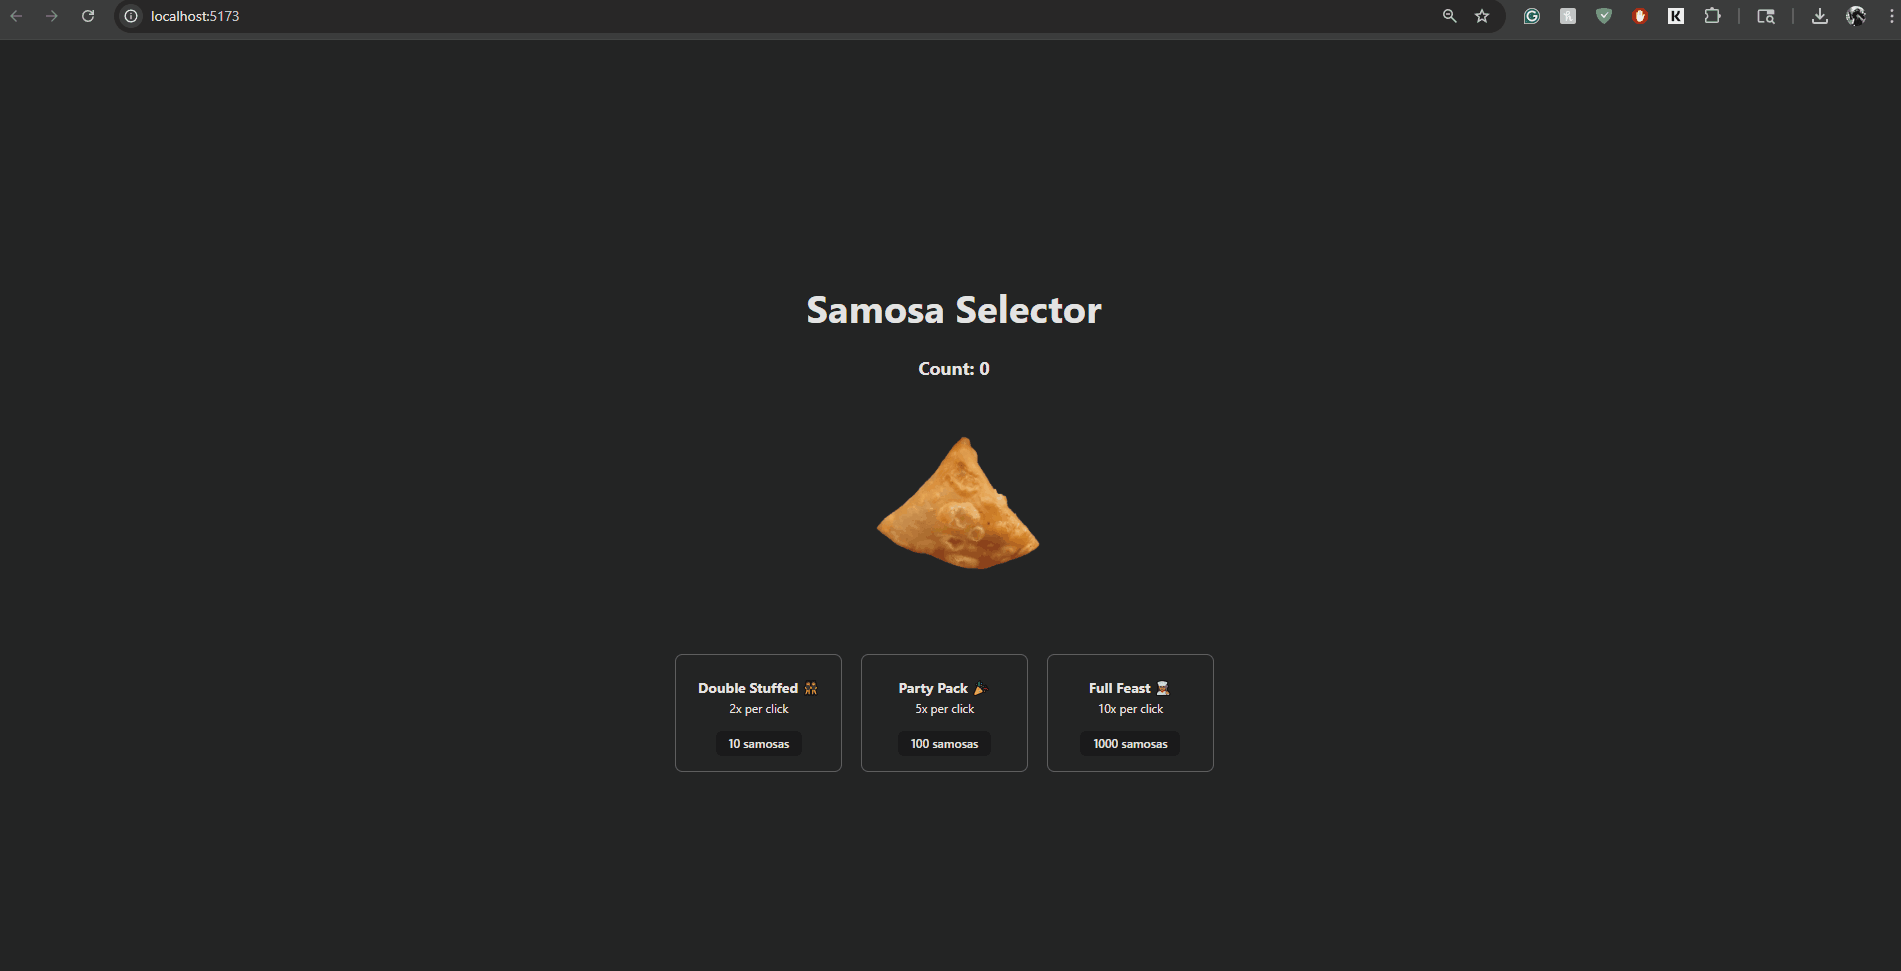 localhost:5173
Samosa Selector
Count: 0
Double Stuffed 👯🏽‍♀️
2x per click
10 samosas
Party Pack 🎉
5x per click
100 samosas
Full Feast 👩🏽‍🍳
10x per click
1000 samosas